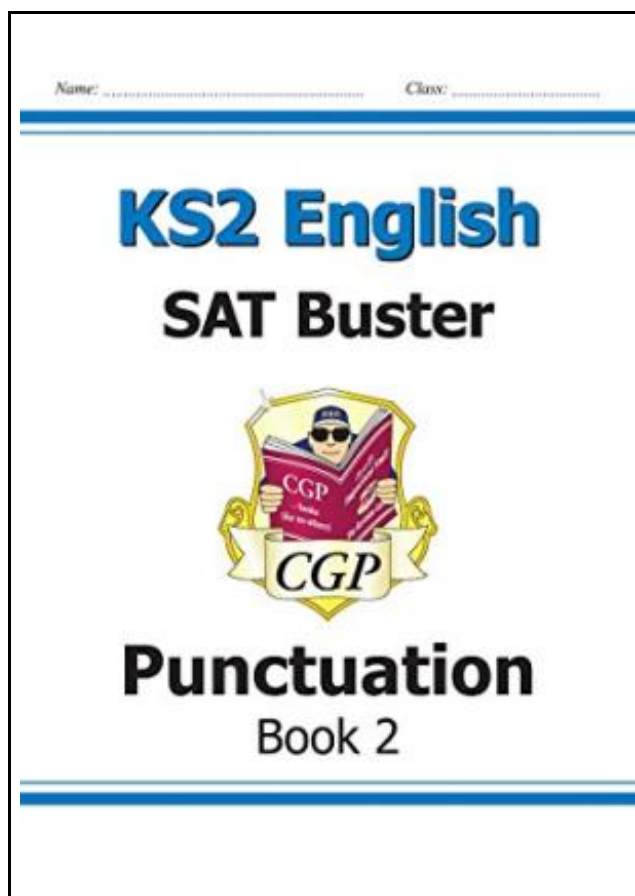 Name: ........................ Class: ........................
KS2 English
SAT Buster
CGP
CGP
Punctuation
Book 2